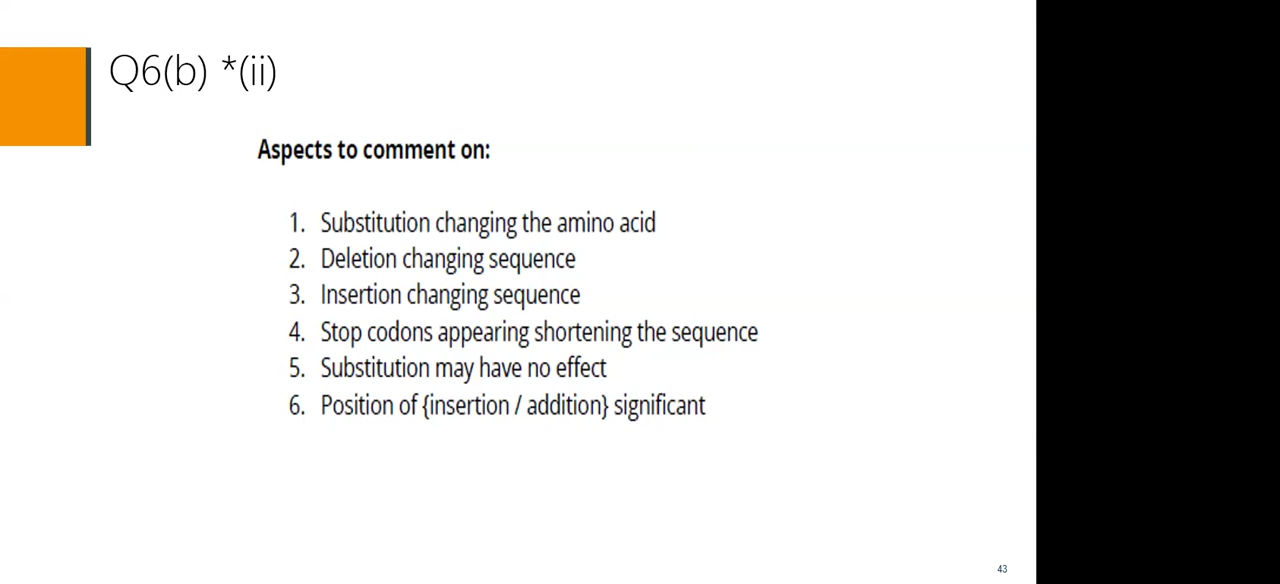 Q6(b) *(ii)
Aspects to comment on:
1. Substitution changing the amino acid
2. Deletion changing sequence
3. Insertion changing sequence
4. Stop codons appearing shortening the sequence
5. Substitution may have no effect
6. Position of {insertion / addition} significant
43